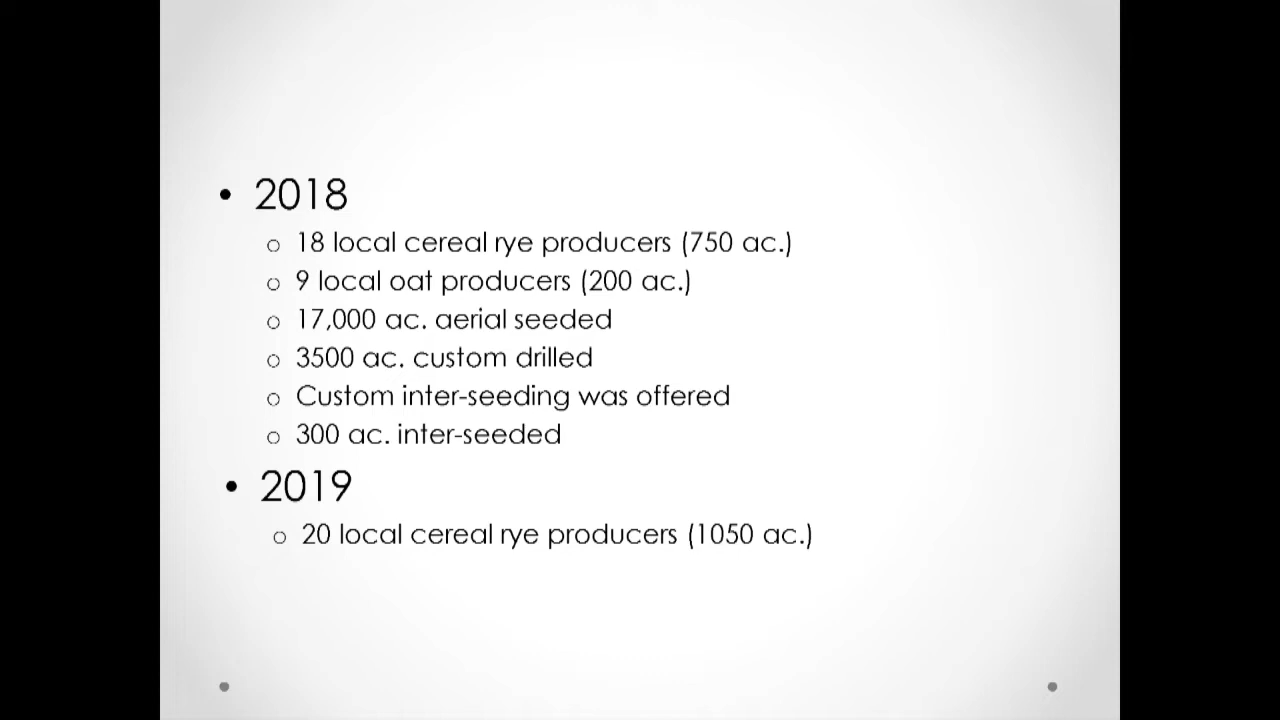 • 2018
o 18 local cereal rye producers (750 ac.)
o 9 local oat producers (200 ac.)
o 17,000 ac. aerial seeded
o 3500 ac. custom drilled
o Custom inter-seeding was offered
o 300 ac. inter-seeded
• 2019
o 20 local cereal rye producers (1050 ac.)